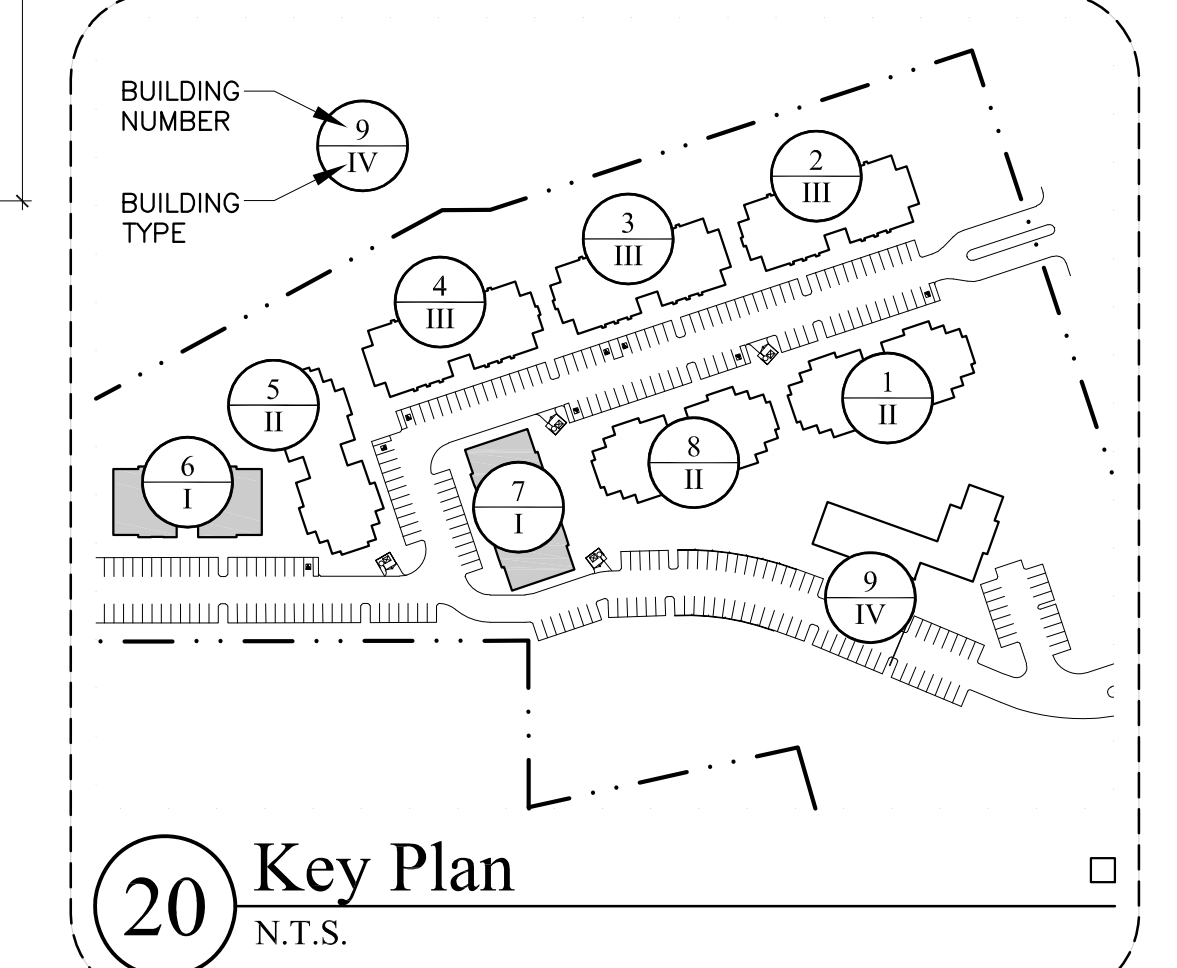 BUILDING
NUMBER
9
IV
BUILDING
TYPE
2
III
3
III
4
III
5
II
1
II
6
I
8
II
7
I
9
IV
20
Key Plan
N.T.S.